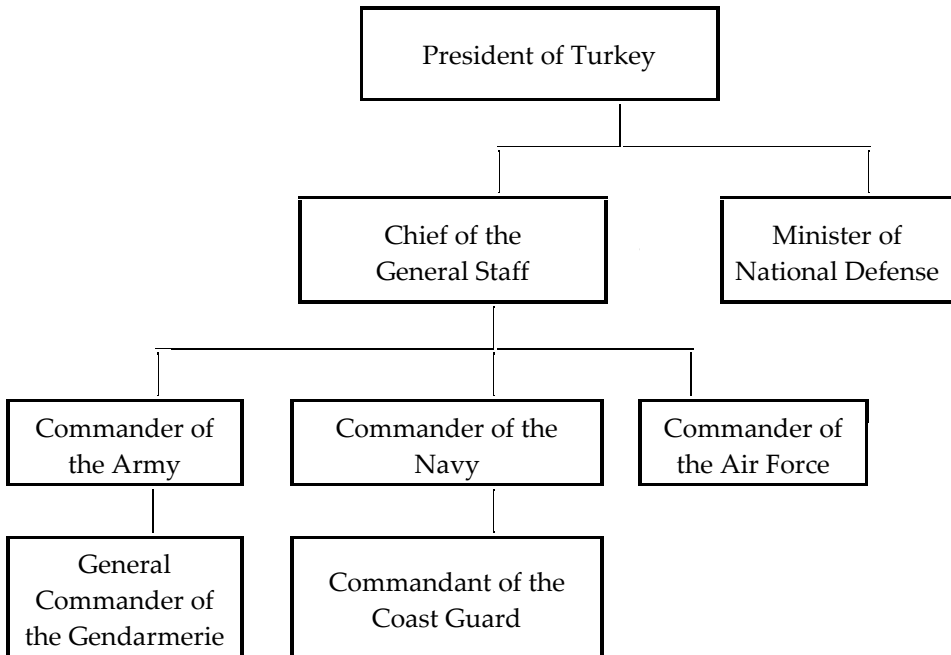 President of Turkey
Chief of the
General Staff
Minister of
National Defense
Commander of
the Army
Commander of the
Navy
Commander of
the Air Force
General
Commander of
the Gendarmerie
Commandant of the
Coast Guard